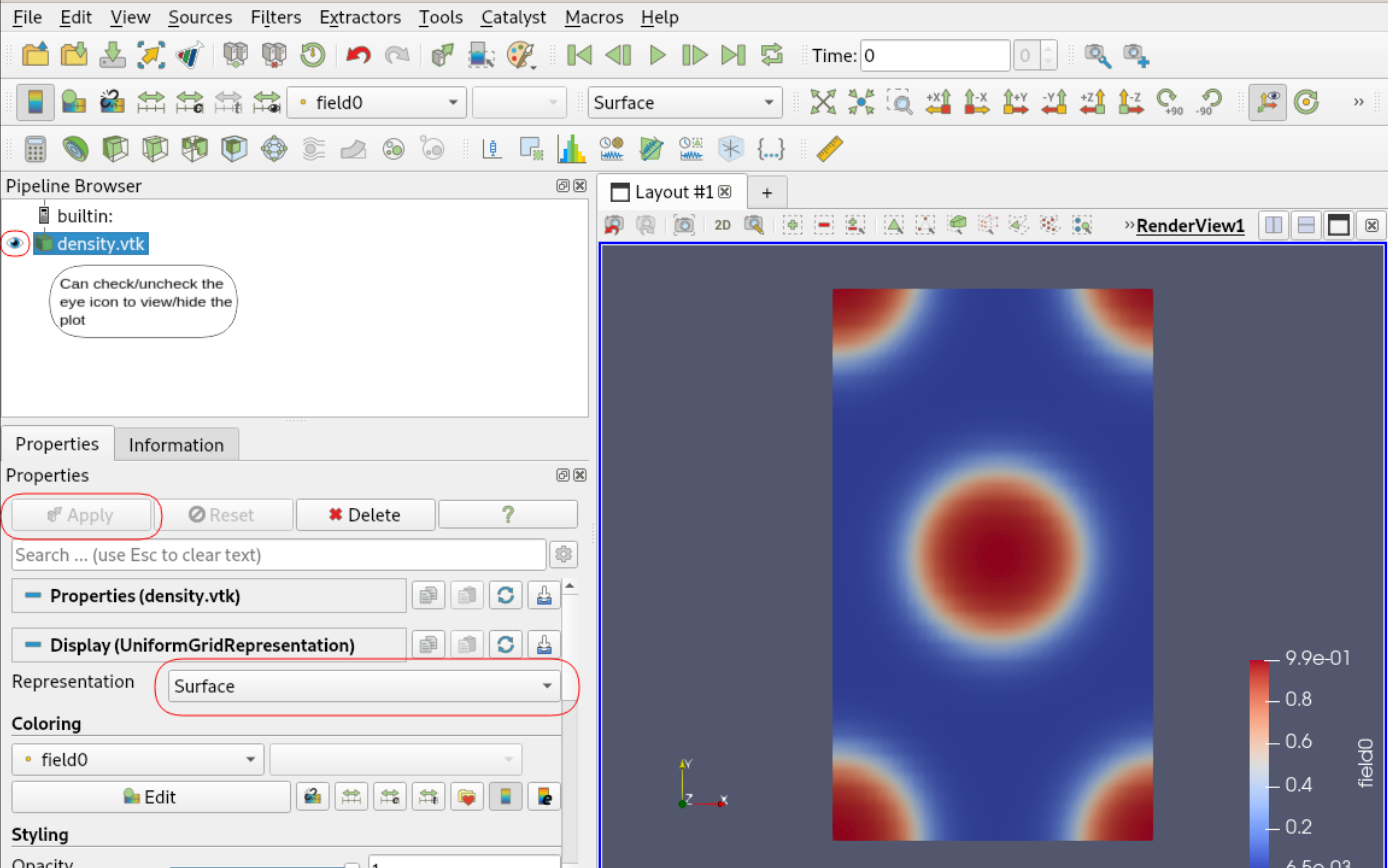 File Edit View Sources Filters Extractors Tools Catalyst Macros Help
Time: 0 0
field0 Surface +X -X +Y -Y +Z -Z +90 -90 »
{...}
Pipeline Browser
builtin:
density.vtk
Can check/uncheck the
eye icon to view/hide the
plot
Properties Information
Properties
Apply Reset Delete ?
Search ... (use Esc to clear text)
Properties (density.vtk)
Display (UniformGridRepresentation)
Representation Surface
Coloring
field0
Edit
Styling
Opacity 1
Layout #1 +
2D » RenderView1
Y
Z X
9.9e-01
0.8
0.6
0.4
0.2
6.5e-03
field0